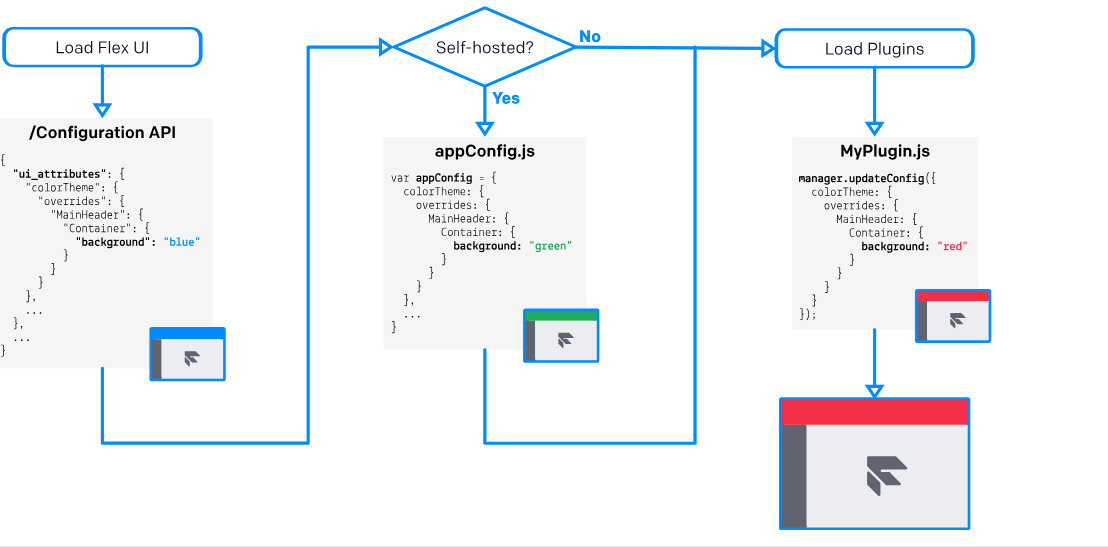 Load Flex UI
/Configuration API
{
"ui_attributes": {
"colorTheme": {
"overrides": {
"MainHeader": {
"Container": {
"background": "blue"
}
}
}
},
...
},
...
}
Self-hosted?
No
Yes
appConfig.js
var appConfig = {
colorTheme: {
overrides: {
MainHeader: {
Container: {
background: "green"
}
}
}
},
...
}
Load Plugins
MyPlugin.js
manager.updateConfig({
colorTheme: {
overrides: {
MainHeader: {
Container: {
background: "red"
}
}
}
}
});